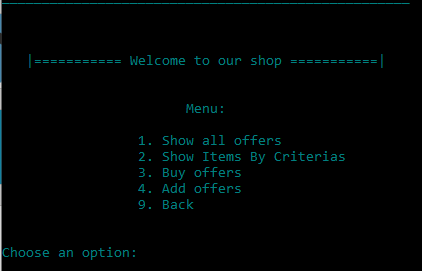 |=========== Welcome to our shop ===========|
Menu:
1. Show all offers
2. Show Items By Criterias
3. Buy offers
4. Add offers
9. Back
Choose an option: